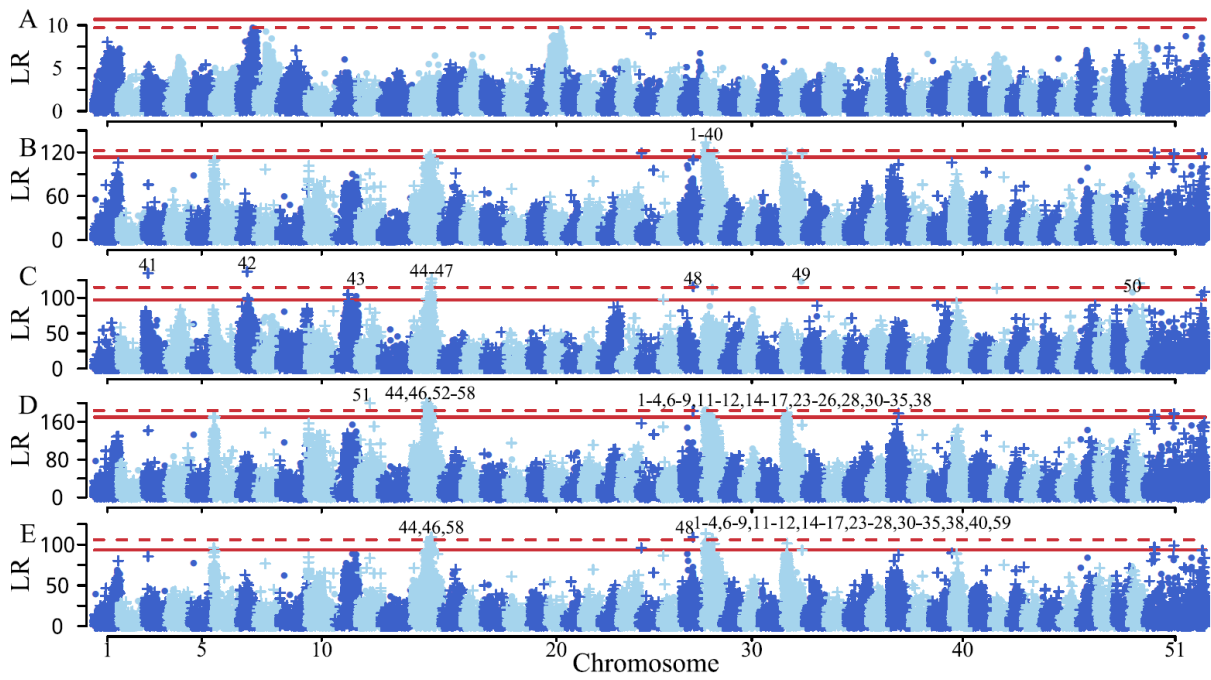 A
10
5
0
LR
1-40
B
120
60
0
LR
41 42 43 44-47 48 49 50
C
100
50
0
LR
51 44,46,52-58 1-4,6-9,11-12,14-17,23-26,28,30-35,38
D
160
80
0
LR
44,46,58 48 1-4,6-9,11-12,14-17,23-28,30-35,38,40,59
E
100
50
0
LR
1 5 10 20 30 40 51
Chromosome